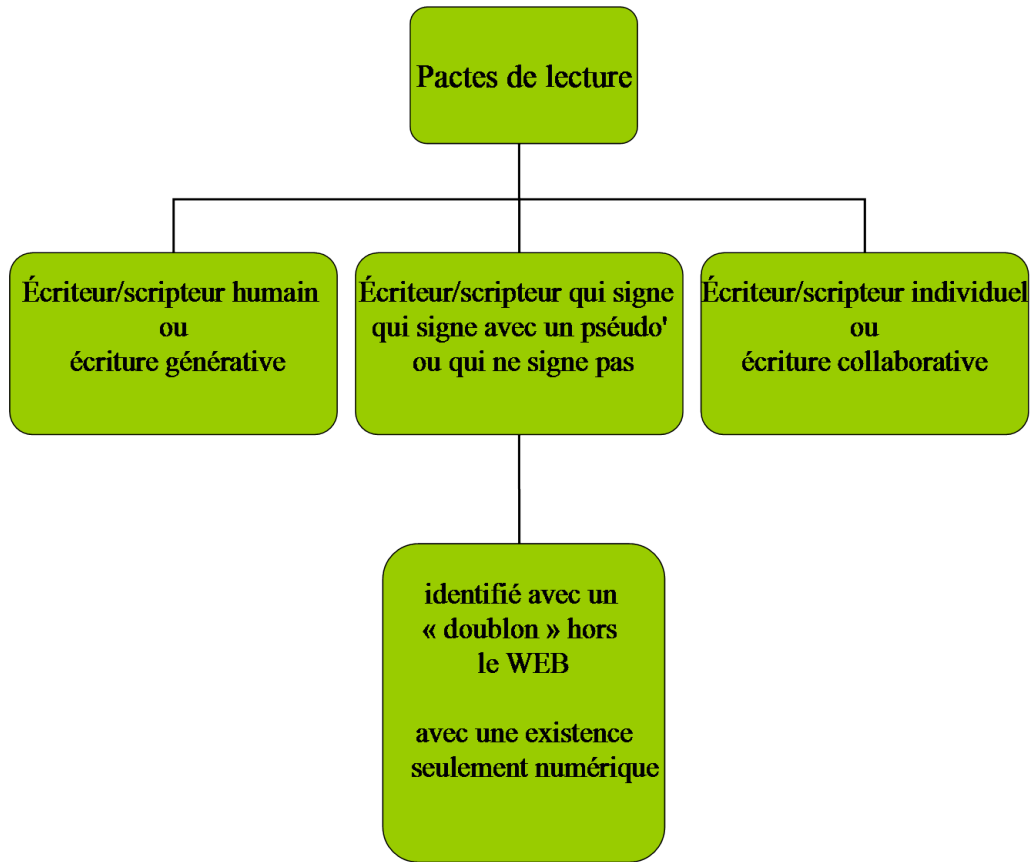 Pactes de lecture
Écriteur/scripteur humain
ou
écriture générative
Écriteur/scripteur qui signe
qui signe avec un pséudo'
ou qui ne signe pas
Écriteur/scripteur individuel
ou
écriture collaborative
identifié avec un
« doublon » hors
le WEB
avec une existence
seulement numérique